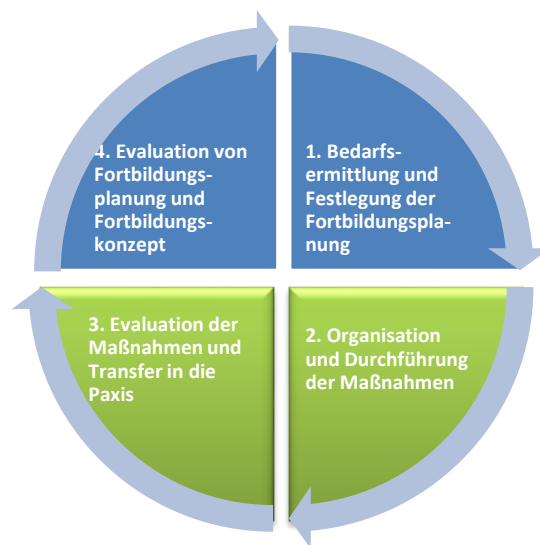 1. Bedarfs-
ermittlung und
Festlegung der
Fortbildungspla-
nung
2. Organisation
und Durchführung
der Maßnahmen
3. Evaluation der
Maßnahmen und
Transfer in die
Paxis
4. Evaluation von
Fortbildungs-
planung und
Fortbildungs-
konzept